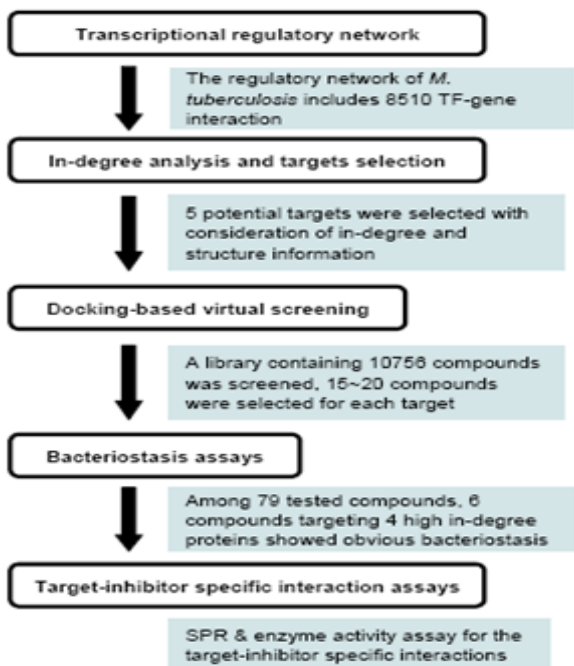 Transcriptional regulatory network
The regulatory network of M.
tuberculosis includes 8510 TF-gene
interaction
In-degree analysis and targets selection
5 potential targets were selected with
consideration of in-degree and
structure information
Docking-based virtual screening
A library containing 10756 compounds
was screened, 15~20 compounds
were selected for each target
Bacteriostasis assays
Among 79 tested compounds, 6
compounds targeting 4 high in-degree
proteins showed obvious bacteriostasis
Target-inhibitor specific interaction assays
SPR & enzyme activity assay for the
target-inhibitor specific interactions